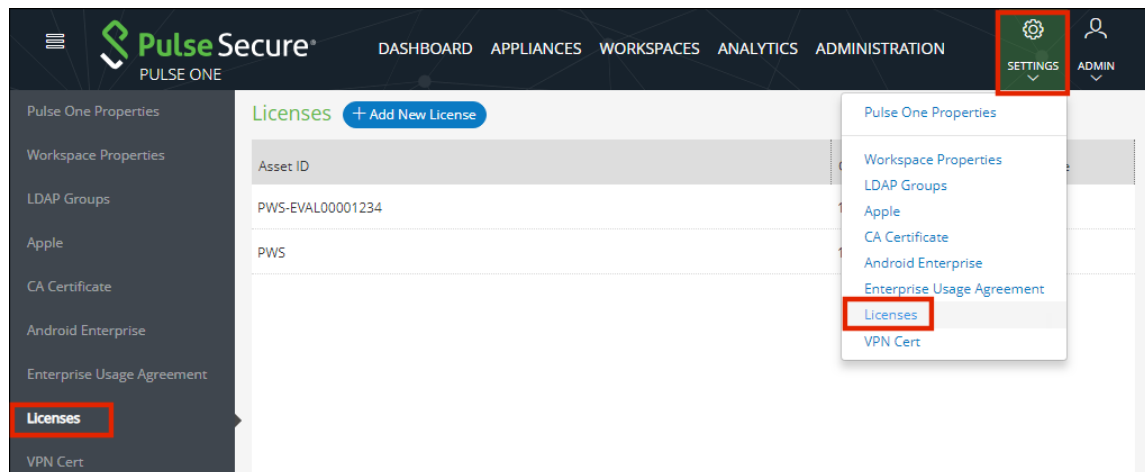 Pulse Secure
PULSE ONE
DASHBOARD APPLIANCES WORKSPACES ANALYTICS ADMINISTRATION
SETTINGS
ADMIN
Pulse One Properties
Workspace Properties
LDAP Groups
Apple
CA Certificate
Android Enterprise
Enterprise Usage Agreement
Licenses
VPN Cert
Licenses
+ Add New License
Asset ID
PWS-EVAL00001234
PWS
Pulse One Properties
Workspace Properties
LDAP Groups
Apple
CA Certificate
Android Enterprise
Enterprise Usage Agreement
Licenses
VPN Cert